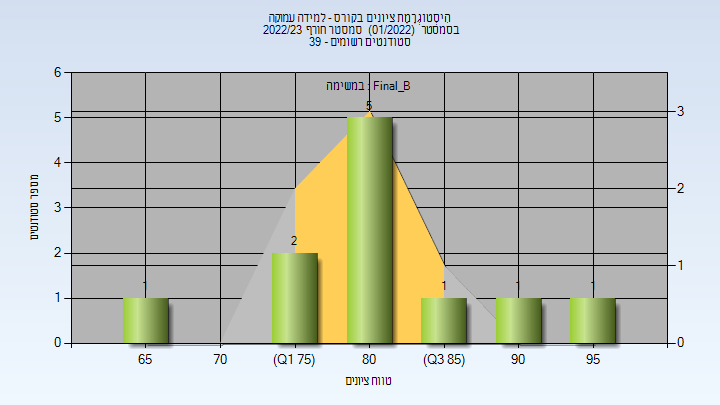 היסטוגרמת ציונים בקורס - למידה עמוקה
בסמסטר (01/2022) סמסטר חורף 2022/23
סטודנטים רשומים - 39
במשימה : Final_B
6
5
4
3
2
1
0
3
2
1
0
מספר סטודנטים
1
2
5
1
1
1
65
70
(Q1 75)
80
(Q3 85)
90
95
טווח ציונים